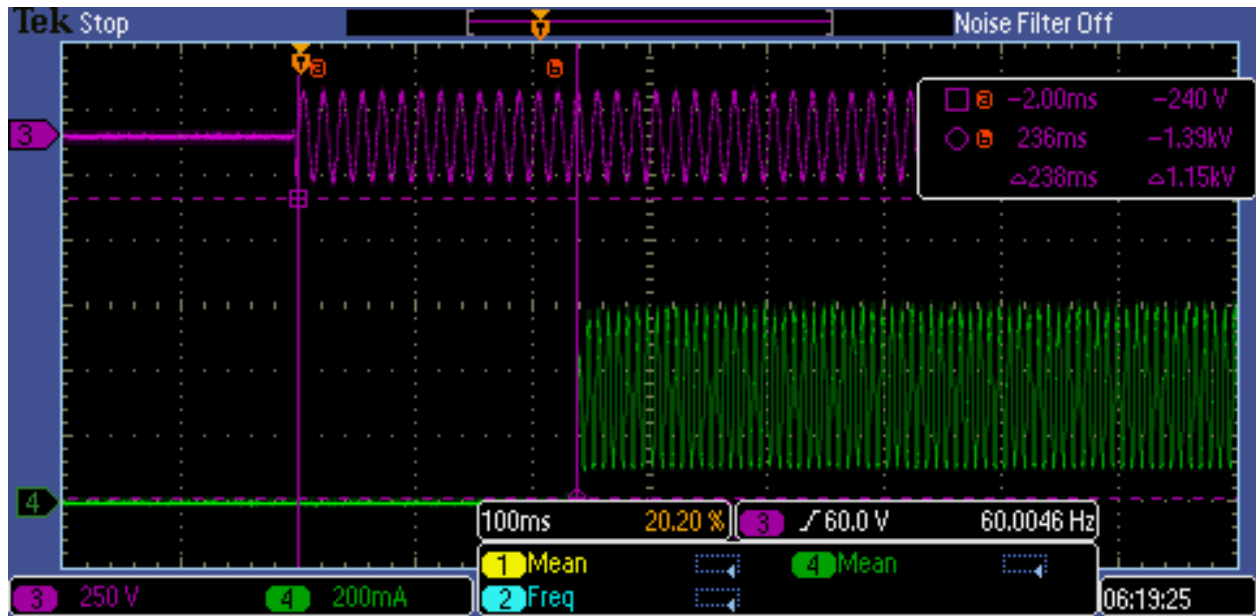 Tek Stop T Noise Filter Off
T a b
a −2.00ms −240 V
b 236ms −1.39kV
△238ms △1.15kV
3
4
100ms 20.20 % 3 60.0 V 60.0046 Hz
1 Mean 4 Mean
2 Freq
3 250 V 4 200mA 06:19:25